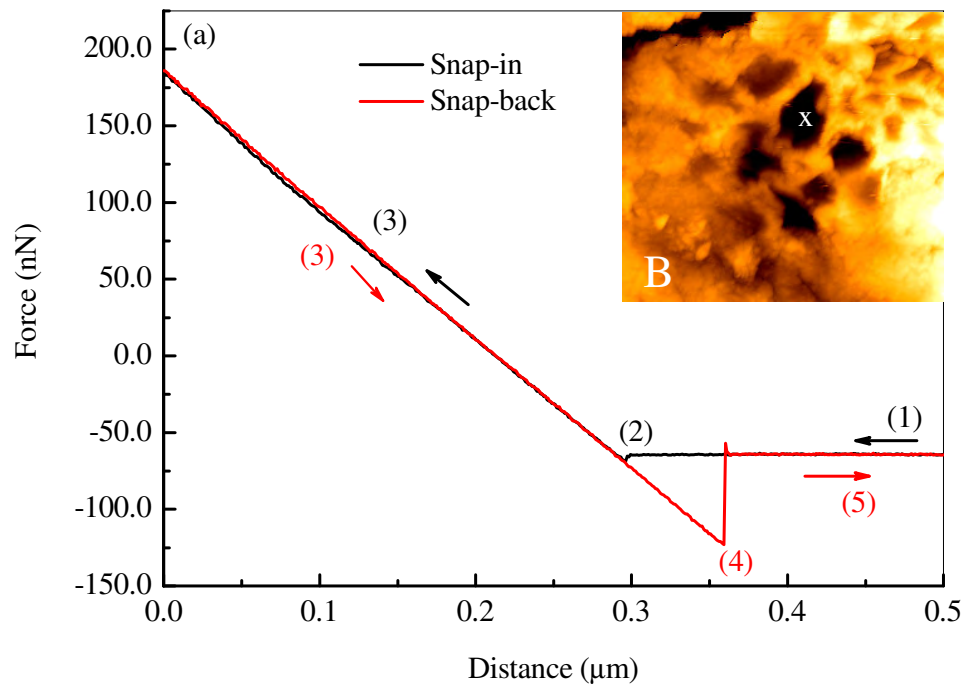 (a)
Snap-in
Snap-back
x
B
200.0
150.0
100.0
50.0
0.0
-50.0
-100.0
-150.0
Force (nN)
(3)
(3)
(2)
(1)
(5)
(4)
0.0 0.1 0.2 0.3 0.4 0.5
Distance (µm)